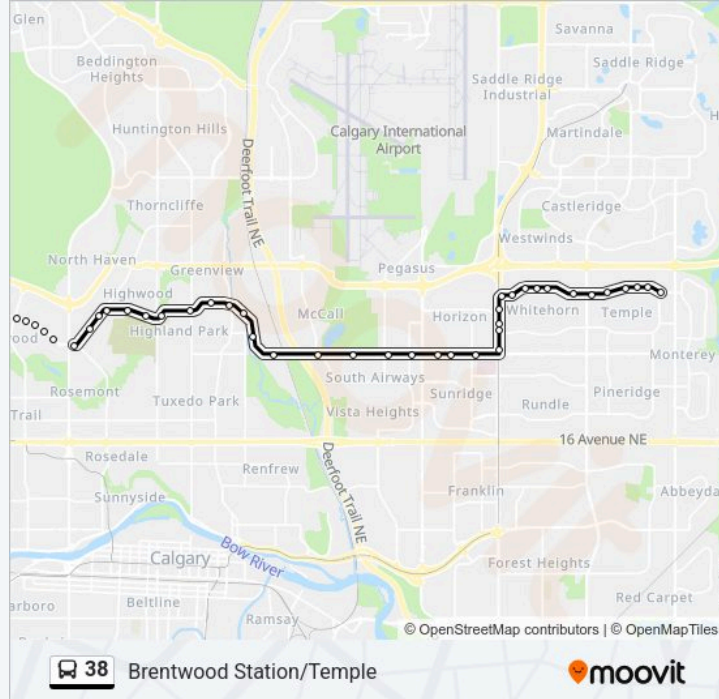 Glen
Beddington
Heights
Savanna
Saddle Ridge
Saddle Ridge
Industrial
Huntington Hills
Calgary International
Airport
Martindale
Deerfoot Trail NE
Thorncliffe
Castleridge
Westwinds
North Haven
Greenview
Pegasus
Highwood
McCall
Horizon
Whitehorn
Temple
Highland Park
Monterey
South Airways
Rosemont
Tuxedo Park
Vista Heights
Sunridge
Rundle
Pineridge
Trail
16 Avenue NE
Rosedale
Renfrew
Deerfoot Trail NE
Sunnyside
Franklin
Abbeyda
Bow River
Calgary
Forest Heights
Beltline
Ramsay
Red Carpet
arboro
© OpenStreetMap contributors | © OpenMapTiles
38 Brentwood Station/Temple
moovit